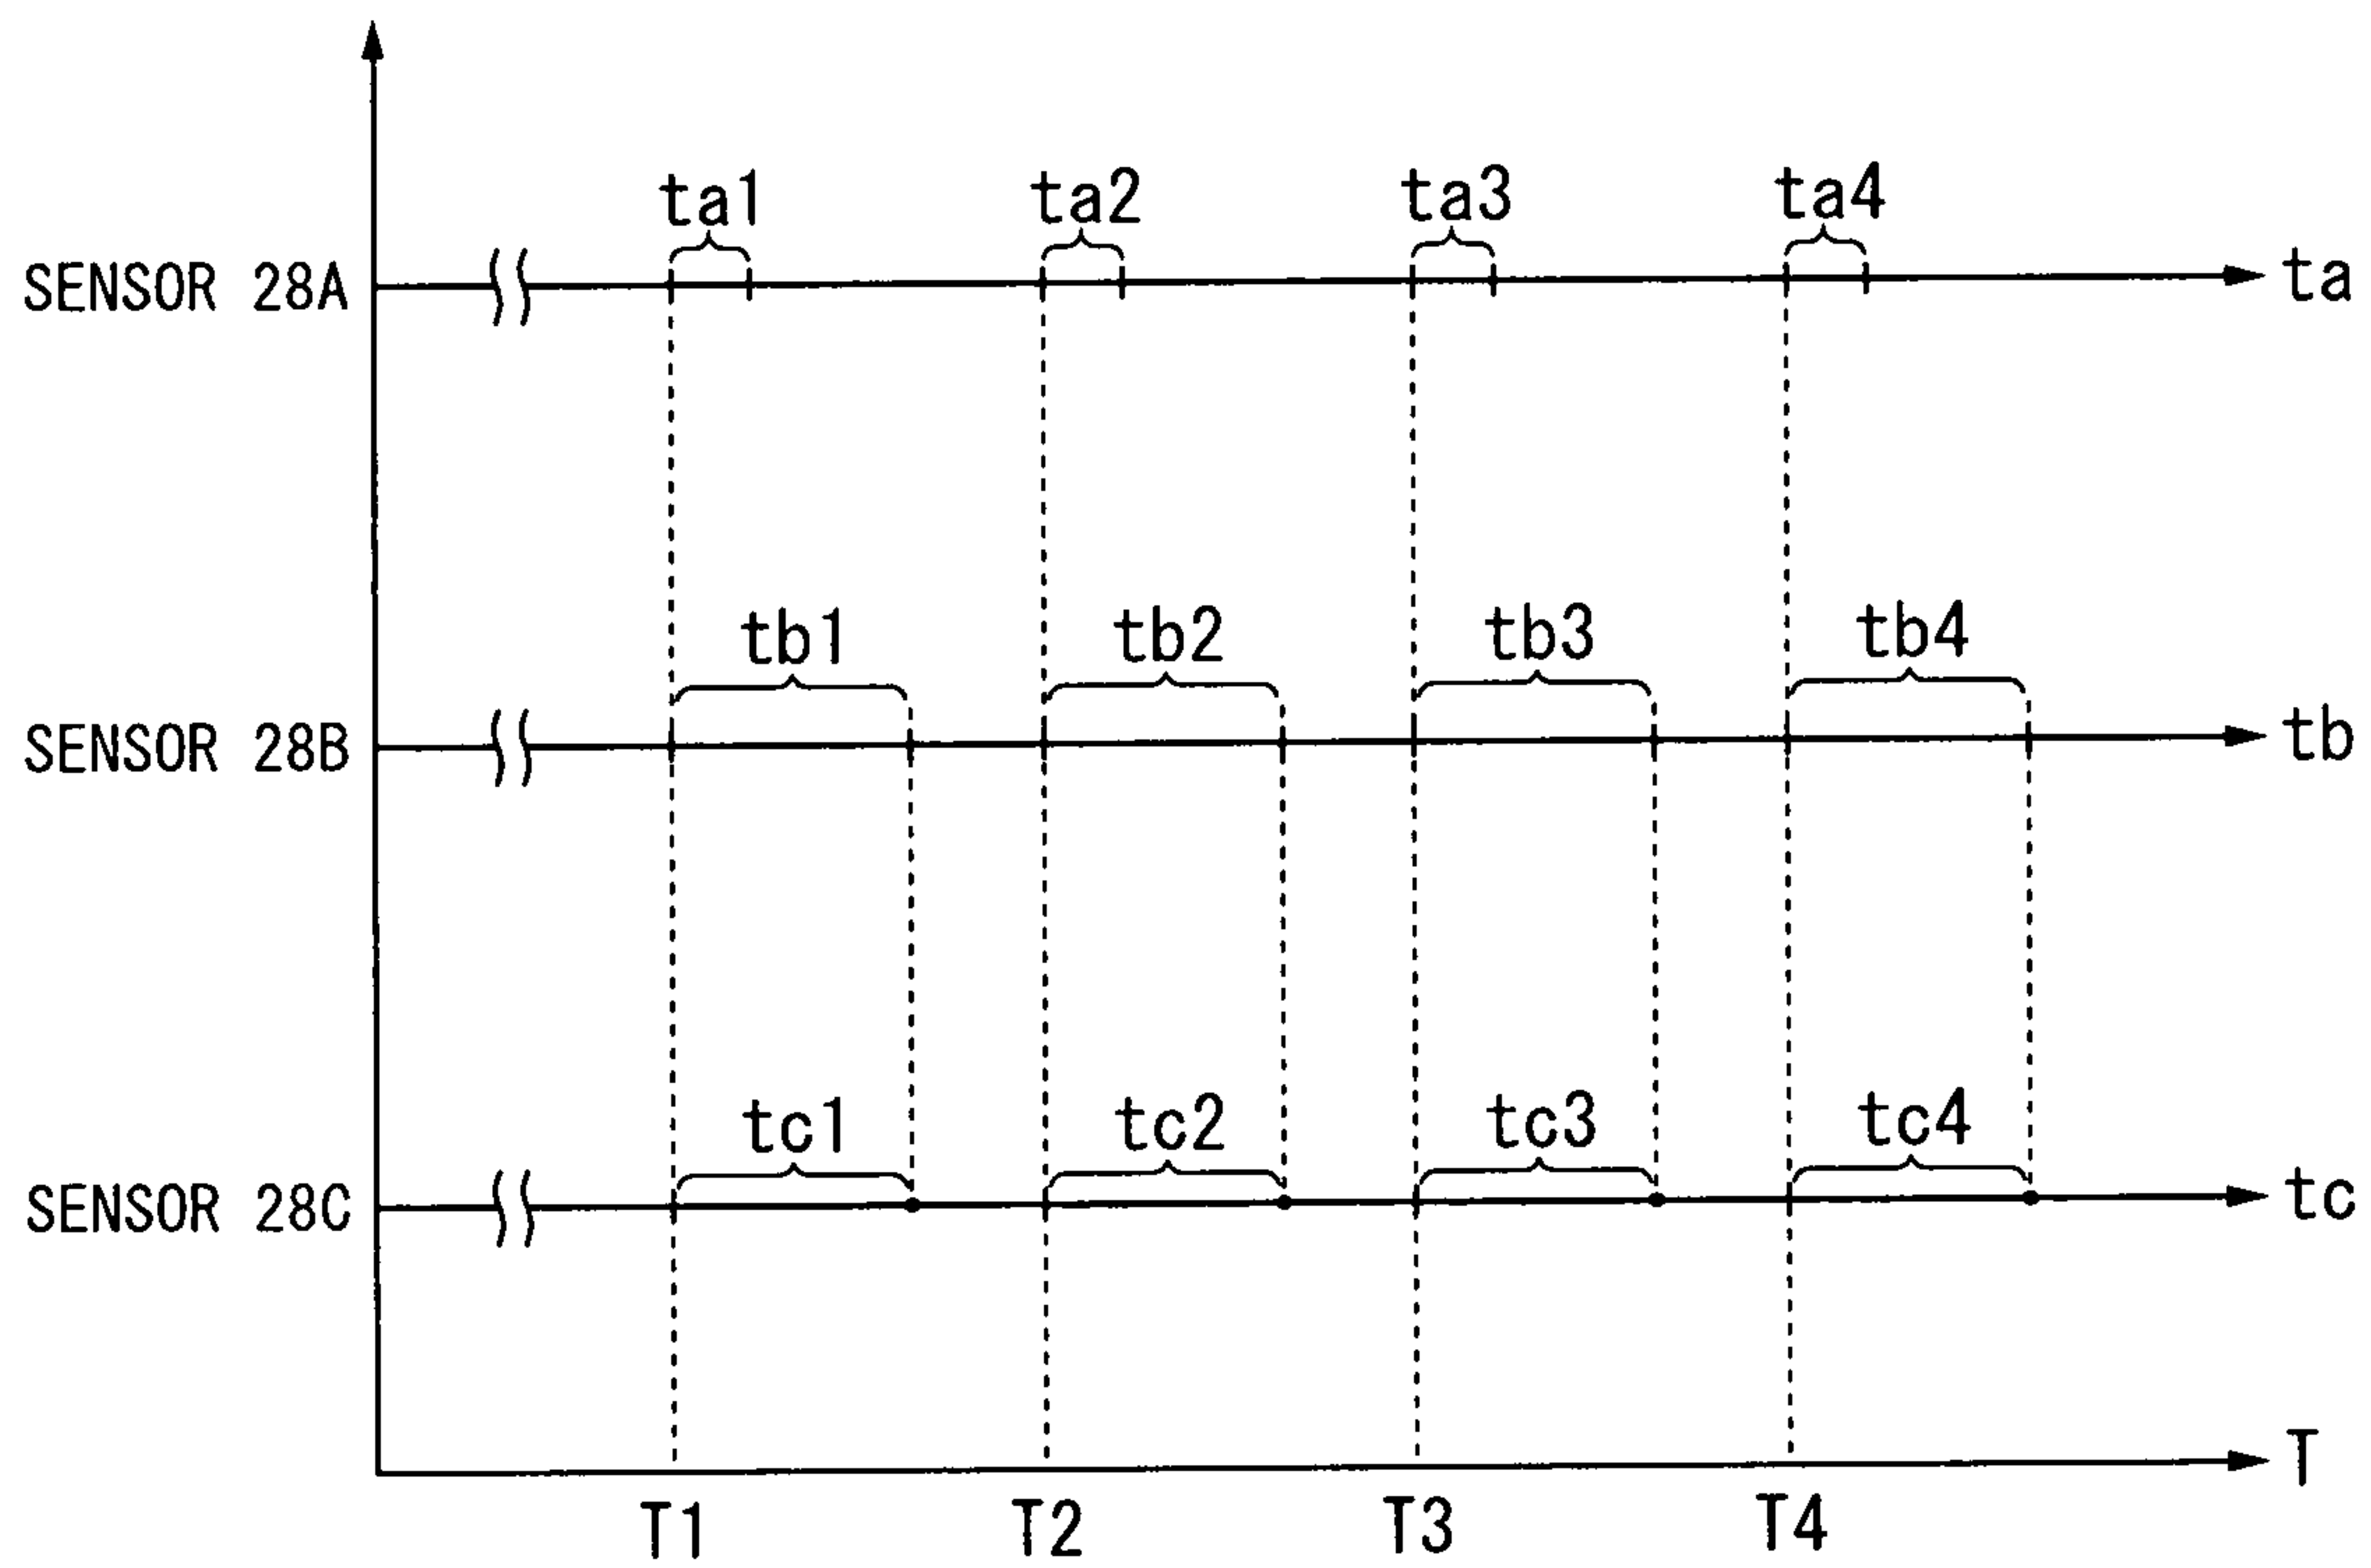 ta1 ta2 ta3 ta4
SENSOR 28A ta
tb1 tb2 tb3 tb4
SENSOR 28B tb
tc1 tc2 tc3 tc4
SENSOR 28C tc
T
T1 T2 T3 T4